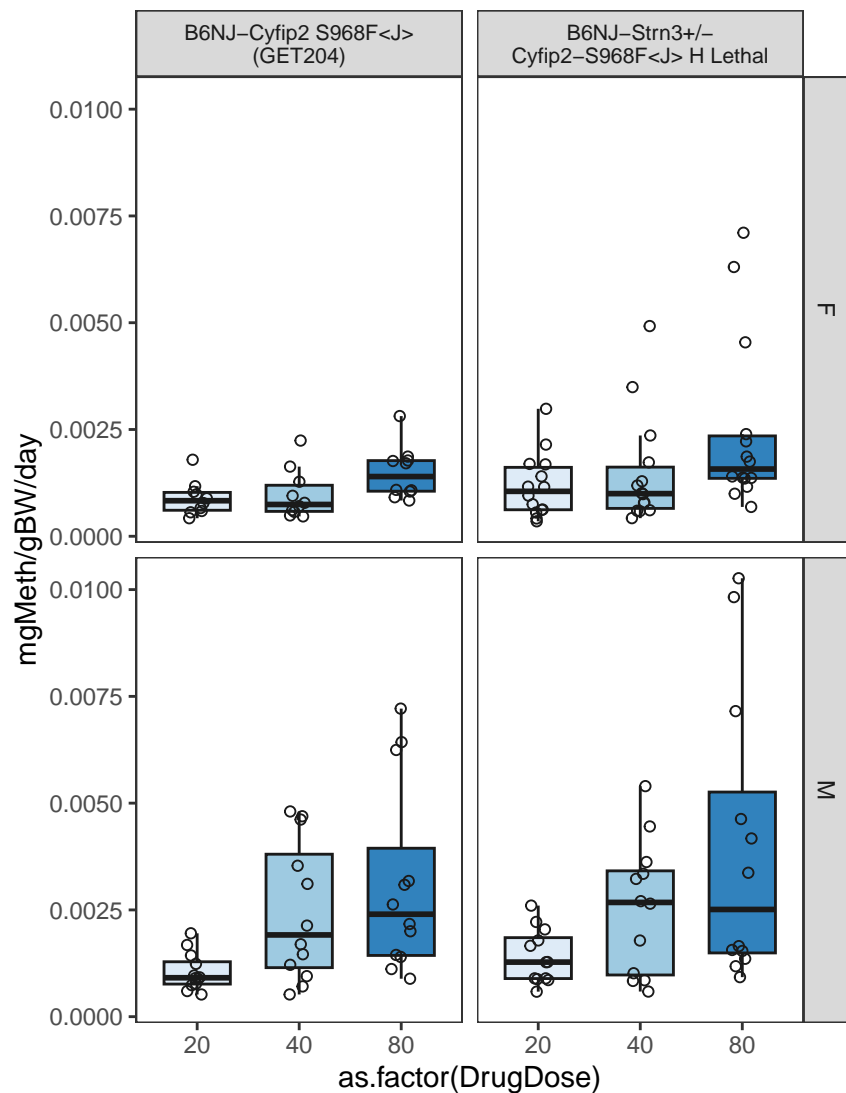 B6NJ−Cyfip2 S968F<J>
(GET204)
B6NJ−Strn3+/−
Cyfip2−S968F<J> H Lethal
0.0100
0.0075
0.0050
0.0025
0.0000
F
0.0100
0.0075
0.0050
0.0025
0.0000
M
mgMeth/gBW/day
20 40 80 20 40 80
as.factor(DrugDose)